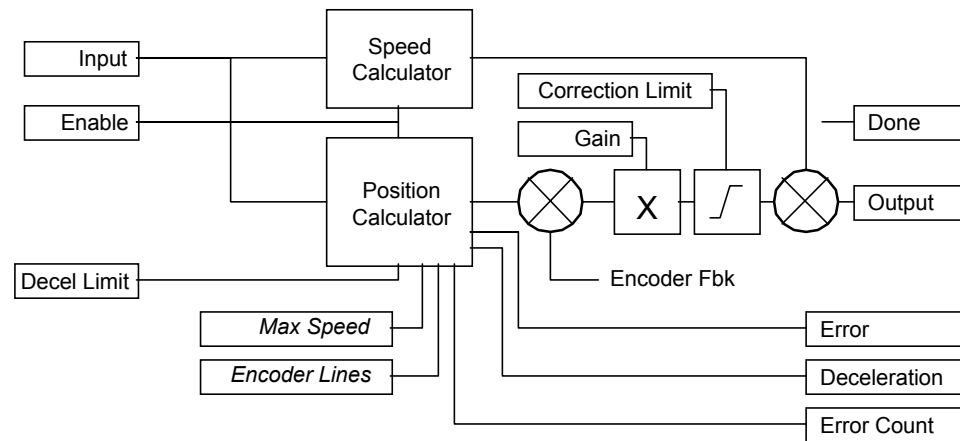 Speed
Calculator
Input
Correction Limit
Enable
Done
Gain
Position
Calculator
X
Output
Decel Limit
Encoder Fbk
Max Speed
Error
Encoder Lines
Deceleration
Error Count